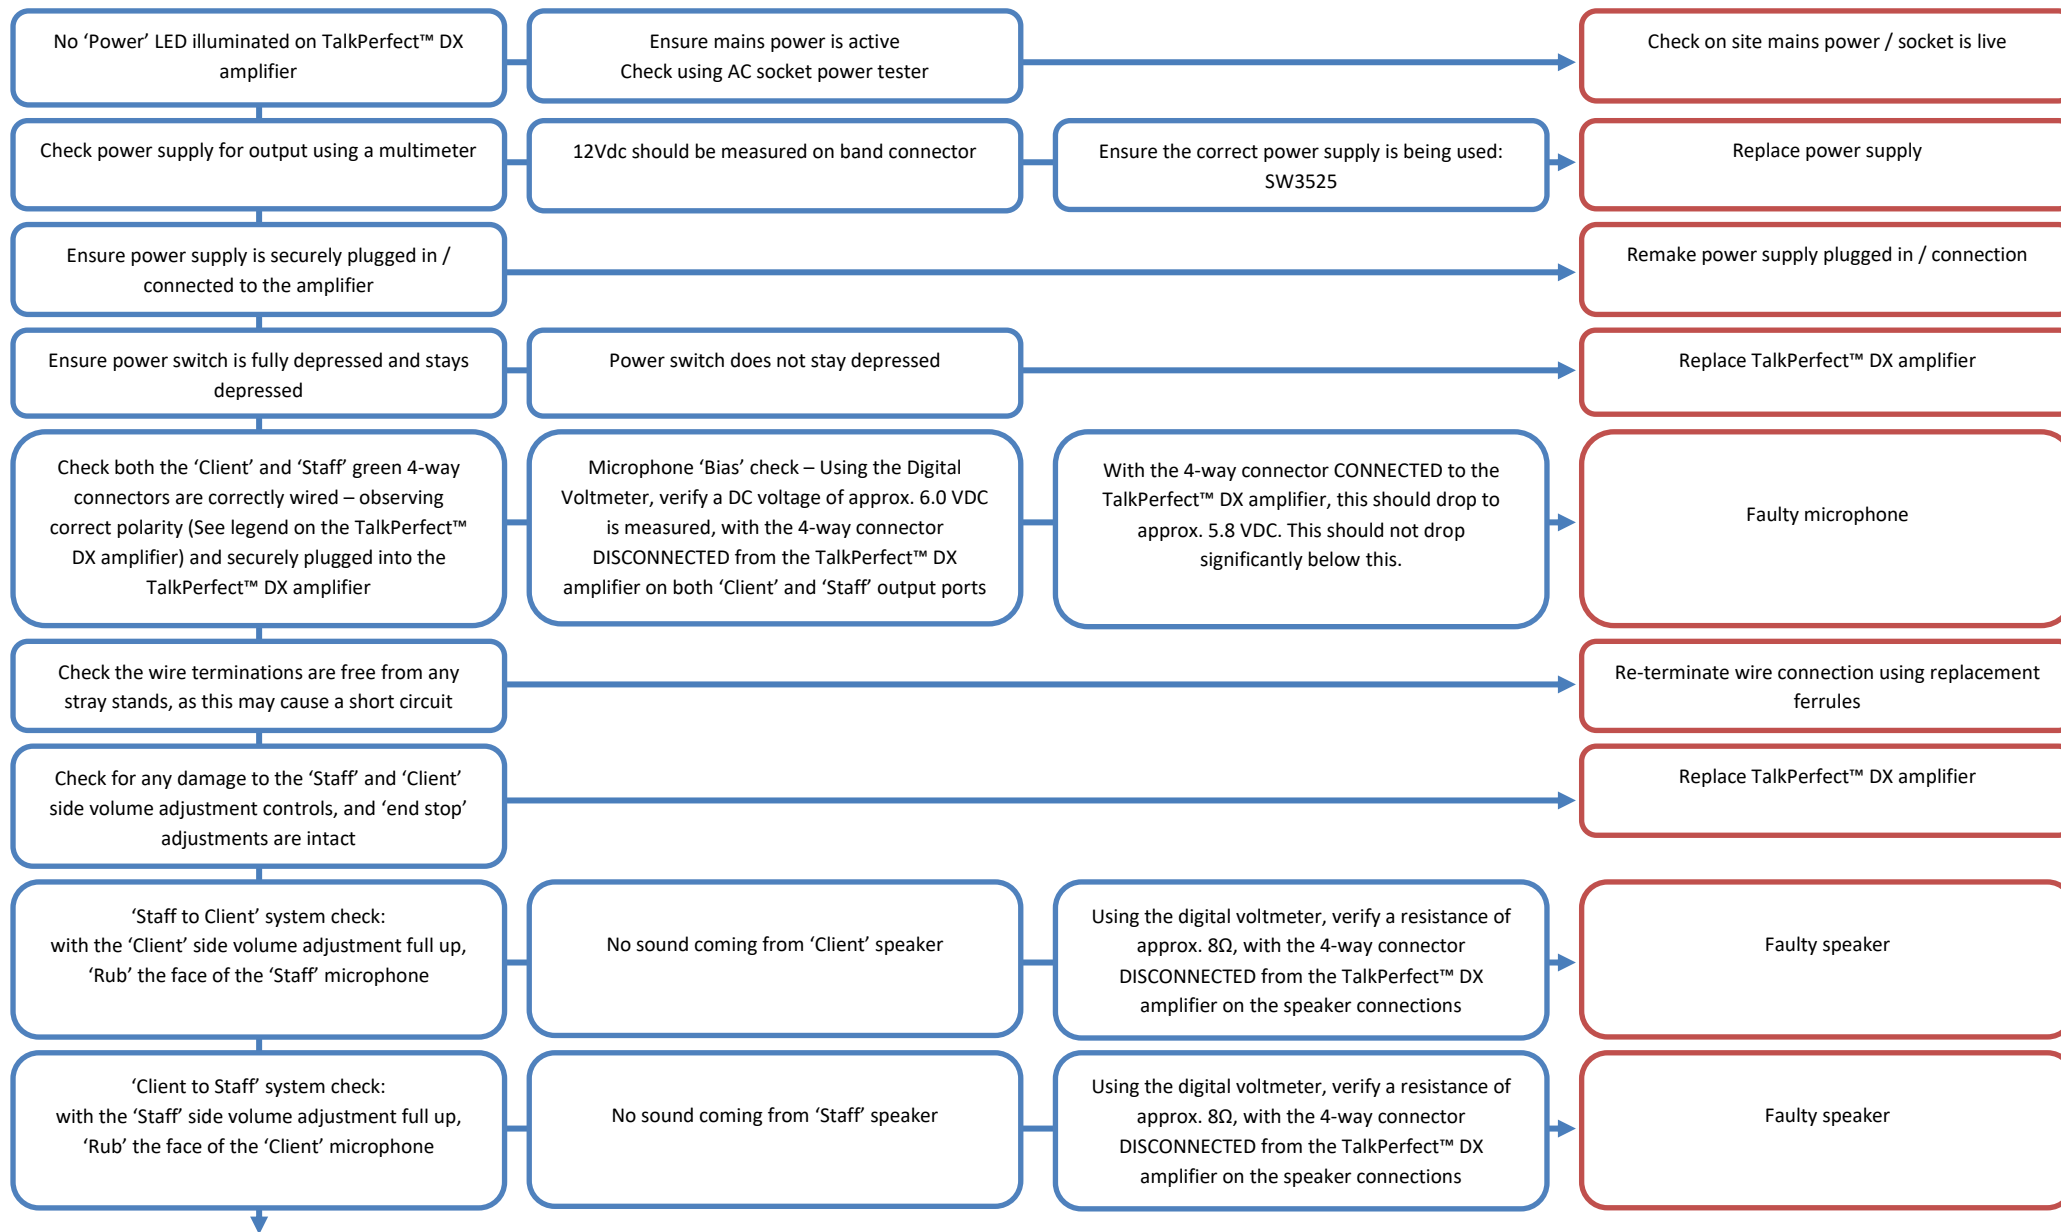 No ‘Power’ LED illuminated on TalkPerfect™ DX
amplifier
Ensure mains power is active
Check using AC socket power tester
Check on site mains power / socket is live
Check power supply for output using a multimeter
12Vdc should be measured on band connector
Ensure the correct power supply is being used:
SW3525
Replace power supply
Ensure power supply is securely plugged in /
connected to the amplifier
Remake power supply plugged in / connection
Ensure power switch is fully depressed and stays
depressed
Power switch does not stay depressed
Replace TalkPerfect™ DX amplifier
Check both the ‘Client’ and ‘Staff’ green 4-way
connectors are correctly wired – observing
correct polarity (See legend on the TalkPerfect™
DX amplifier) and securely plugged into the
TalkPerfect™ DX amplifier
Microphone ‘Bias’ check – Using the Digital
Voltmeter, verify a DC voltage of approx. 6.0 VDC
is measured, with the 4-way connector
DISCONNECTED from the TalkPerfect™ DX
amplifier on both ‘Client’ and ‘Staff’ output ports
With the 4-way connector CONNECTED to the
TalkPerfect™ DX amplifier, this should drop to
approx. 5.8 VDC. This should not drop
significantly below this.
Faulty microphone
Check the wire terminations are free from any
stray stands, as this may cause a short circuit
Re-terminate wire connection using replacement
ferrules
Check for any damage to the ‘Staff’ and ‘Client’
side volume adjustment controls, and ‘end stop’
adjustments are intact
Replace TalkPerfect™ DX amplifier
‘Staff to Client’ system check:
with the ‘Client’ side volume adjustment full up,
‘Rub’ the face of the ‘Staff’ microphone
No sound coming from ‘Client’ speaker
Using the digital voltmeter, verify a resistance of
approx. 8Ω, with the 4-way connector
DISCONNECTED from the TalkPerfect™ DX
amplifier on the speaker connections
Faulty speaker
‘Client to Staff’ system check:
with the ‘Staff’ side volume adjustment full up,
‘Rub’ the face of the ‘Client’ microphone
No sound coming from ‘Staff’ speaker
Using the digital voltmeter, verify a resistance of
approx. 8Ω, with the 4-way connector
DISCONNECTED from the TalkPerfect™ DX
amplifier on the speaker connections
Faulty speaker